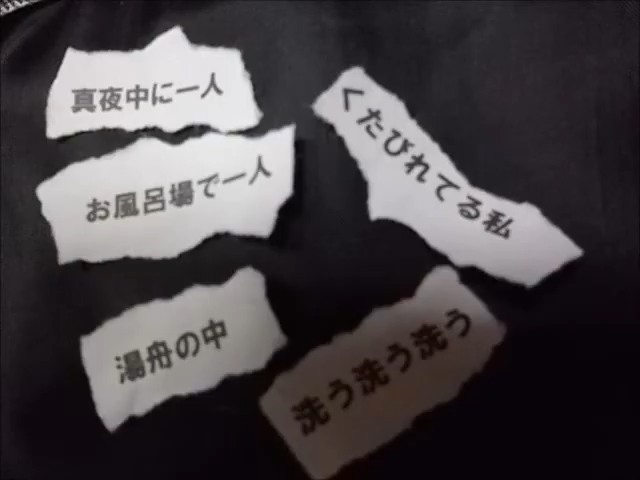 真夜中に一人
お風呂場で一人
くたびれてる私
湯舟の中
洗う洗う洗う